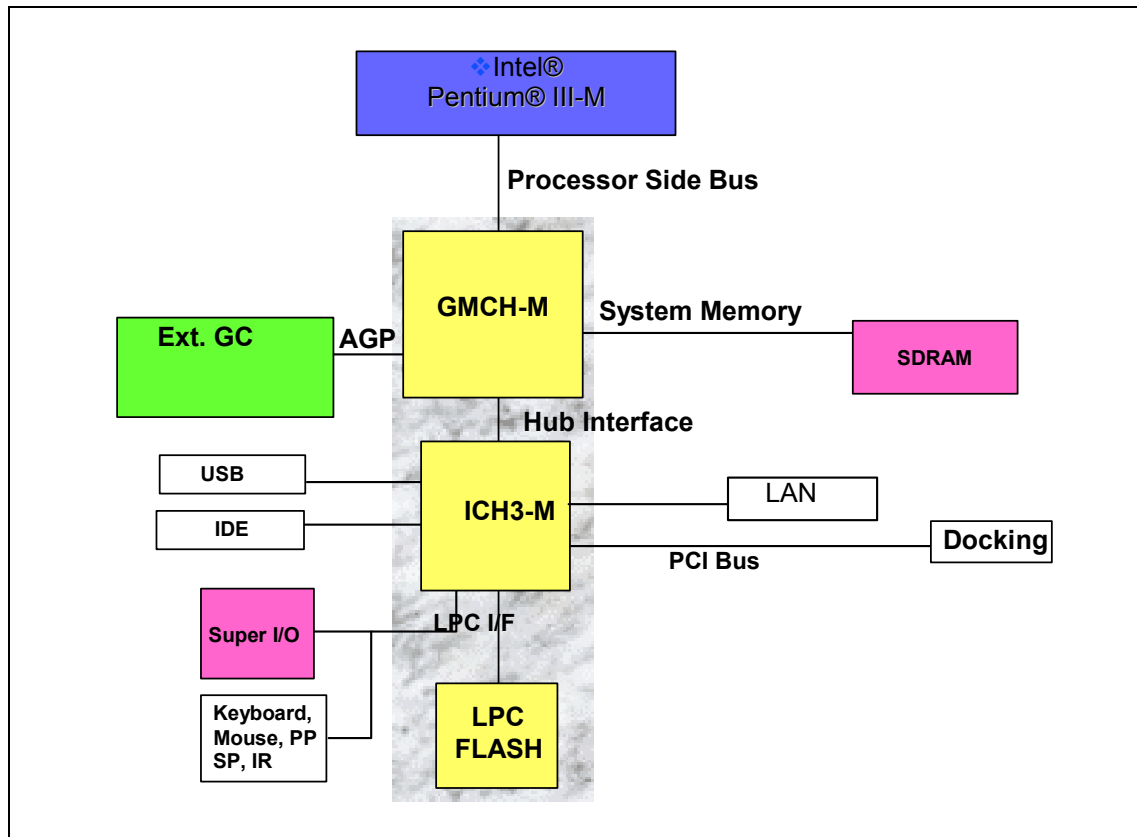 ❖Intel®
Pentium® III-M
Processor Side Bus
GMCH-M
System Memory
Ext. GC
AGP
SDRAM
Hub Interface
USB
ICH3-M
LAN
IDE
Docking
PCI Bus
LPC I/F
Super I/O
Keyboard,
Mouse, PP
SP, IR
LPC
FLASH